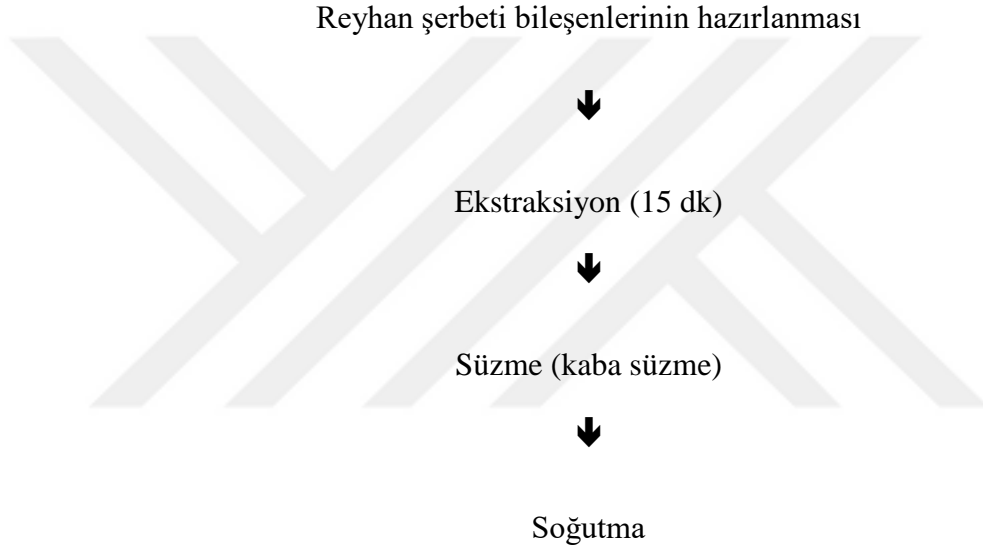 Reyhan şerbeti bileşenlerinin hazırlanması
Ekstraksiyon (15 dk)
Süzme (kaba süzme)
Soğutma